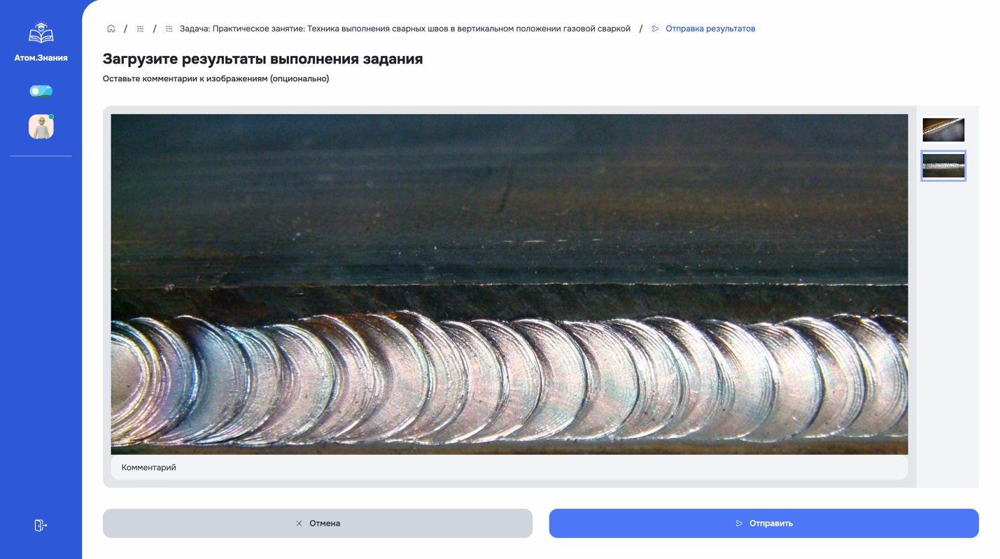 Атом.Знания
/ / Задача: Практическое занятие: Техника выполнения сварных швов в вертикальном положении газовой сваркой / Отправка результатов
Загрузите результаты выполнения задания
Оставьте комментарии к изображениям (опционально)
Комментарий
Отмена
Отправить